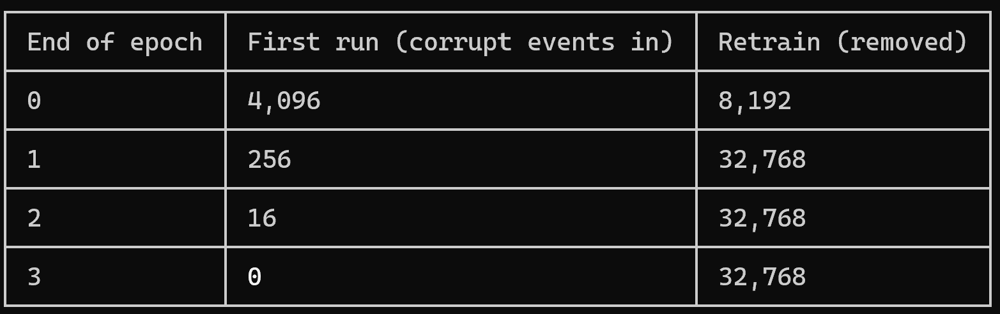 End of epoch First run (corrupt events in) Retrain (removed)
0 4,096 8,192
1 256 32,768
2 16 32,768
3 0 32,768